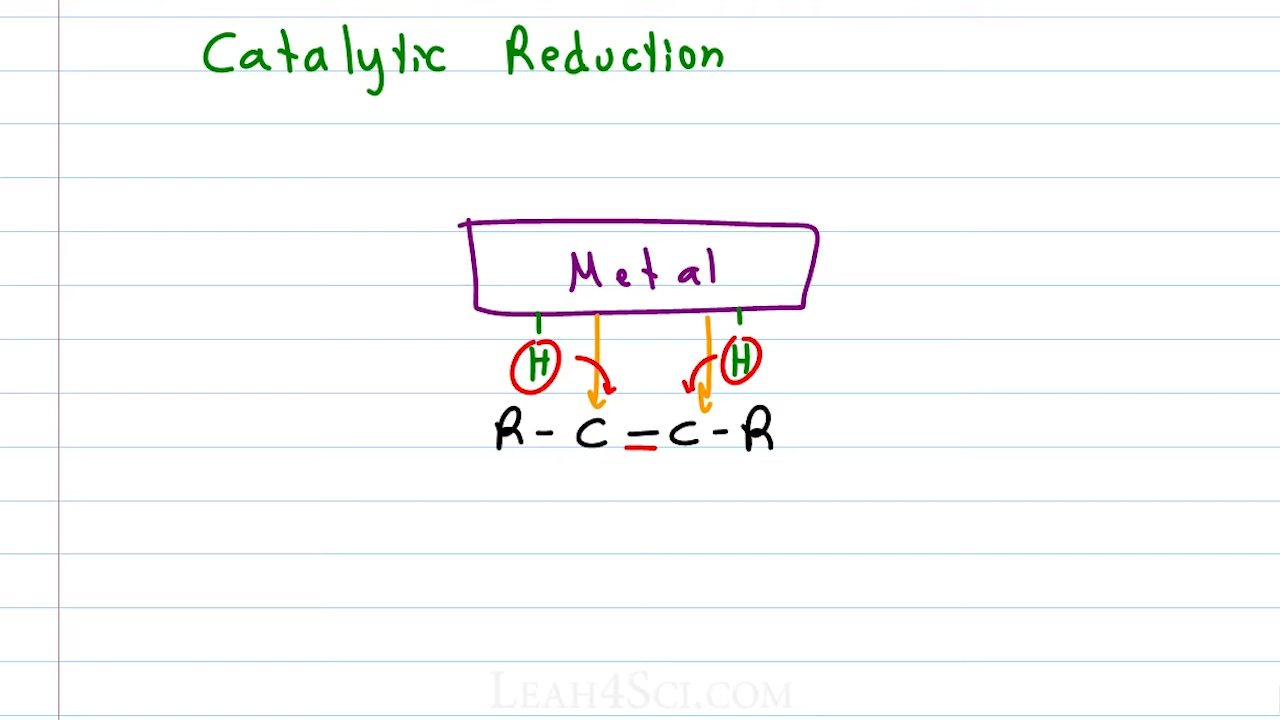 Catalytic Reduction
Metal
H H
R - C = C - R
LEAH4SCI.COM